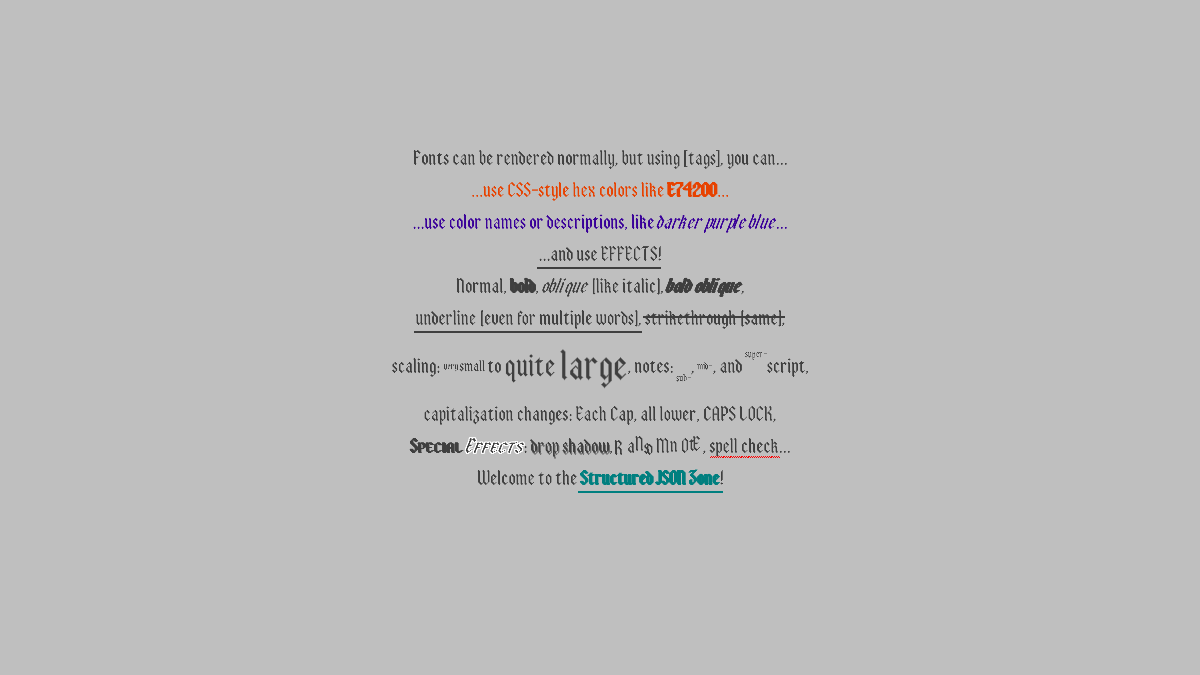 Fonts can be rendered normally, but using [tags], you can...
...use CSS-style hex colors like E74200...
...use color names or descriptions, like darker purple blue...
...and use EFFECTS!
Normal, bold, oblique (like italic), bold oblique,
underline (even for multiple words), strikethrough (same),
scaling: very small to quite large, notes: sub-, mid-, and super- script,
capitalization changes: Each Cap, all lower, CAPS LOCK,
Special Effects: drop shadow, RaNsoMnOtE, spell check...
Welcome to the Structured JSON Zone!